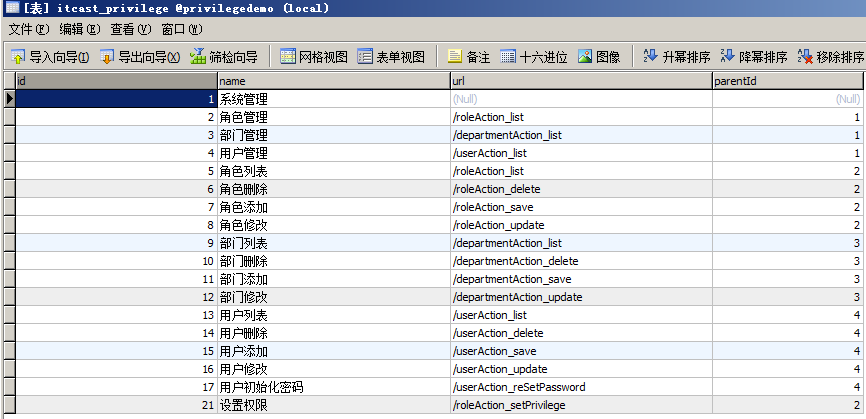 [表] itcast_privilege @privilegedemo (local)
文件(F) 编辑(E) 查看(V) 窗口(W)
导入向导(I) 导出向导(X) 筛检向导 网格视图 表单视图 备注 十六进位 图像 升幂排序 降幂排序 移除排序
id name url parentId
1 系统管理 (Null) (Null)
2 角色管理 /roleAction_list 1
3 部门管理 /departmentAction_list 1
4 用户管理 /userAction_list 1
5 角色列表 /roleAction_list 2
6 角色删除 /roleAction_delete 2
7 角色添加 /roleAction_save 2
8 角色修改 /roleAction_update 2
9 部门列表 /departmentAction_list 3
10 部门删除 /departmentAction_delete 3
11 部门添加 /departmentAction_save 3
12 部门修改 /departmentAction_update 3
13 用户列表 /userAction_list 4
14 用户删除 /userAction_delete 4
15 用户添加 /userAction_save 4
16 用户修改 /userAction_update 4
17 用户初始化密码 /userAction_reSetPassword 4
21 设置权限 /roleAction_setPrivilege 2